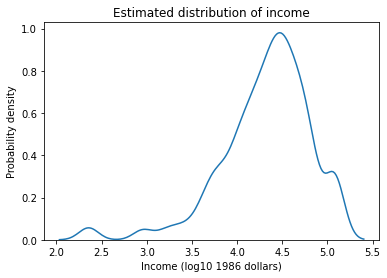 Estimated distribution of income
1.0
0.8
0.6
0.4
0.2
0.0
Probability density
2.0 2.5 3.0 3.5 4.0 4.5 5.0 5.5
Income (log10 1986 dollars)